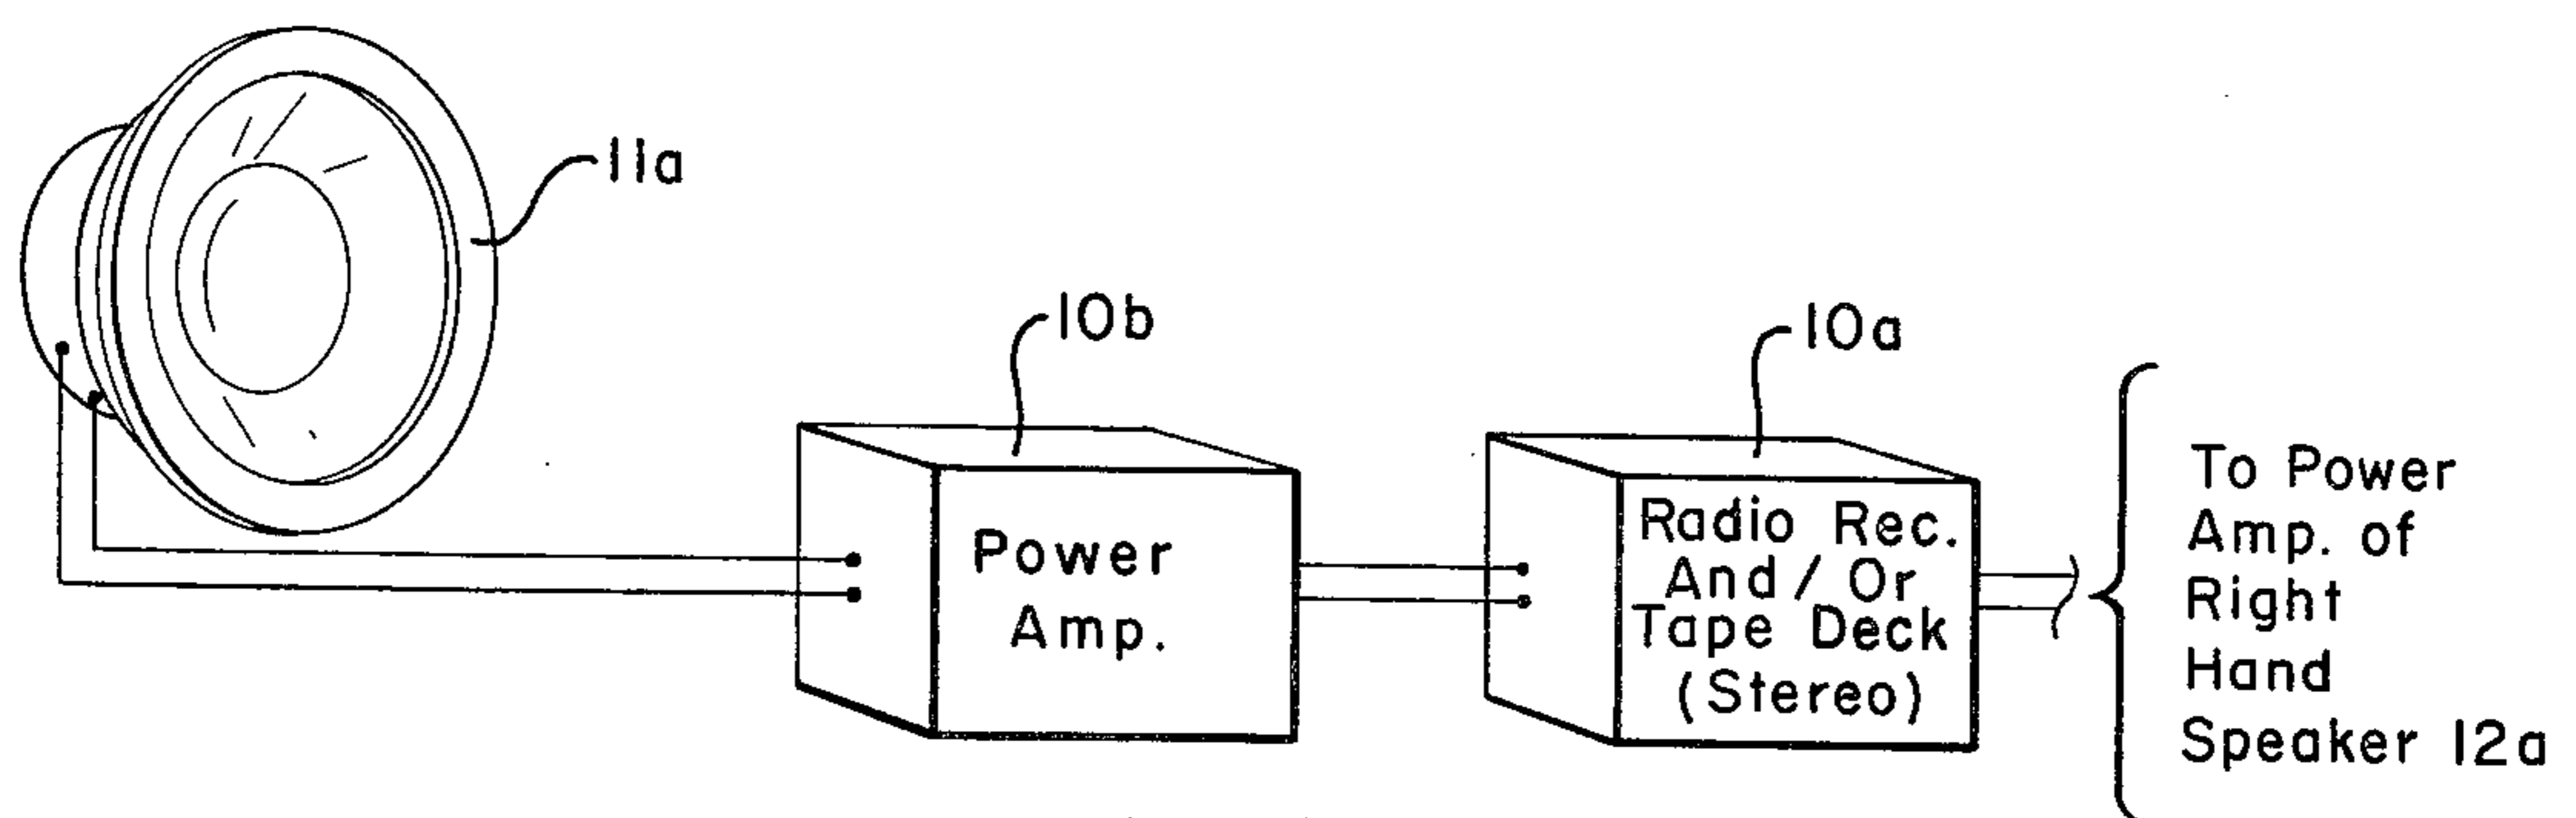 11a
10b
10a
Power
Amp.
Radio Rec.
And / Or
Tape Deck
(Stereo)
To Power
Amp. of
Right
Hand
Speaker 12a